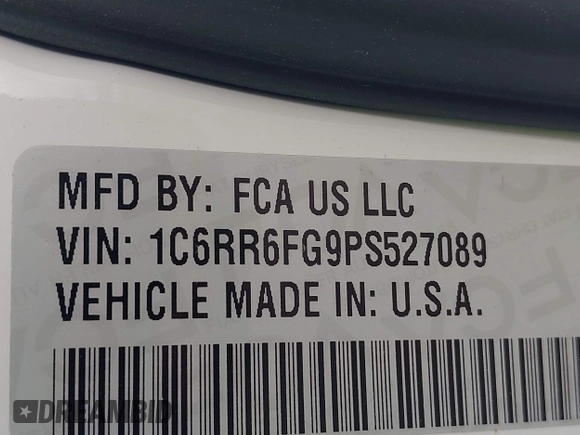 MFD BY: FCA US LLC
VIN: 1C6RR6FG9PS527089
VEHICLE MADE IN: U.S.A.
DREAMBID